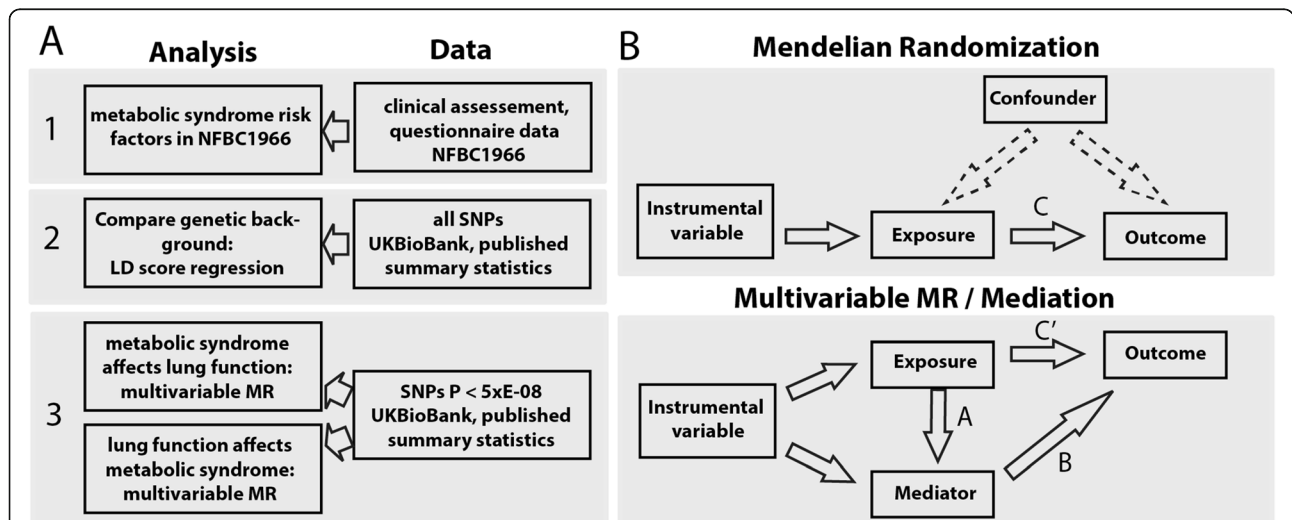 A
Analysis
Data
1
metabolic syndrome risk
factors in NFBC1966
clinical assessement,
questionnaire data
NFBC1966
2
Compare genetic back-
ground:
LD score regression
all SNPs
UKBioBank, published
summary statistics
3
metabolic syndrome
affects lung function:
multivariable MR
lung function affects
metabolic syndrome:
multivariable MR
SNPs P < 5xE-08
UKBioBank, published
summary statistics
B
Mendelian Randomization
Confounder
Instrumental
variable
Exposure
C
Outcome
Multivariable MR / Mediation
Instrumental
variable
Exposure
C’
Outcome
A
B
Mediator